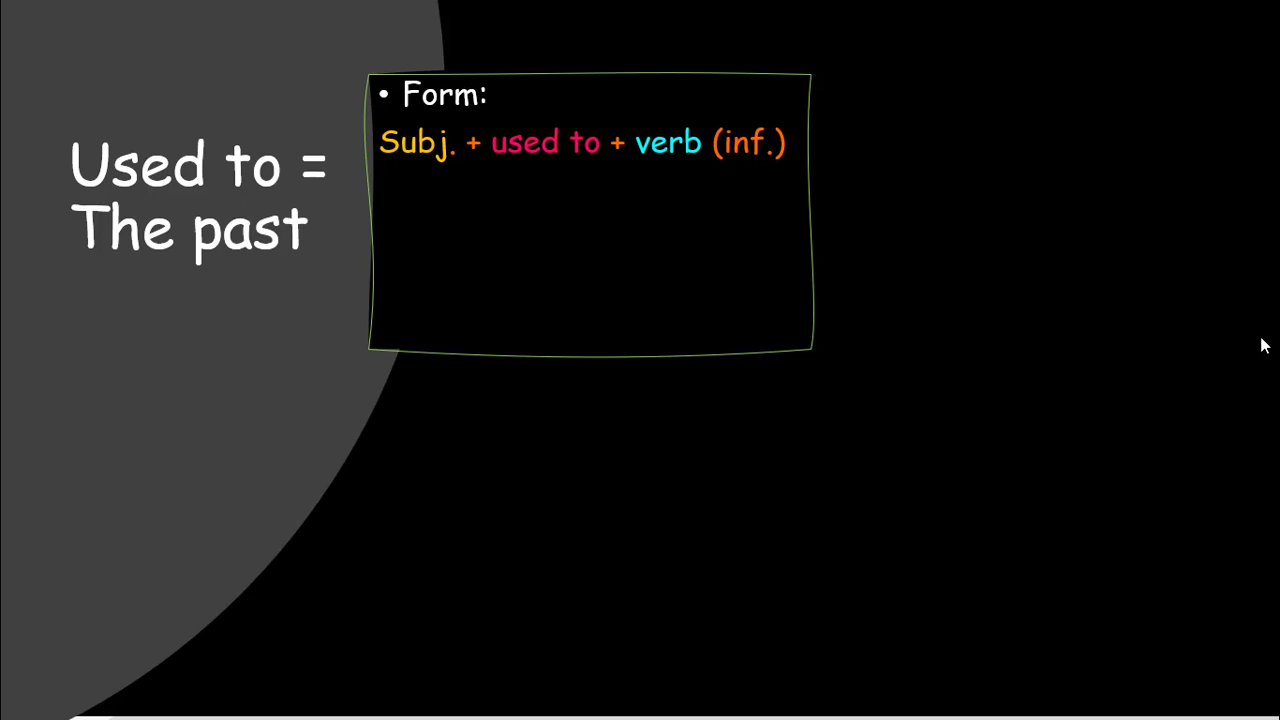 Used to =
The past
• Form:
Subj. + used to + verb (inf.)